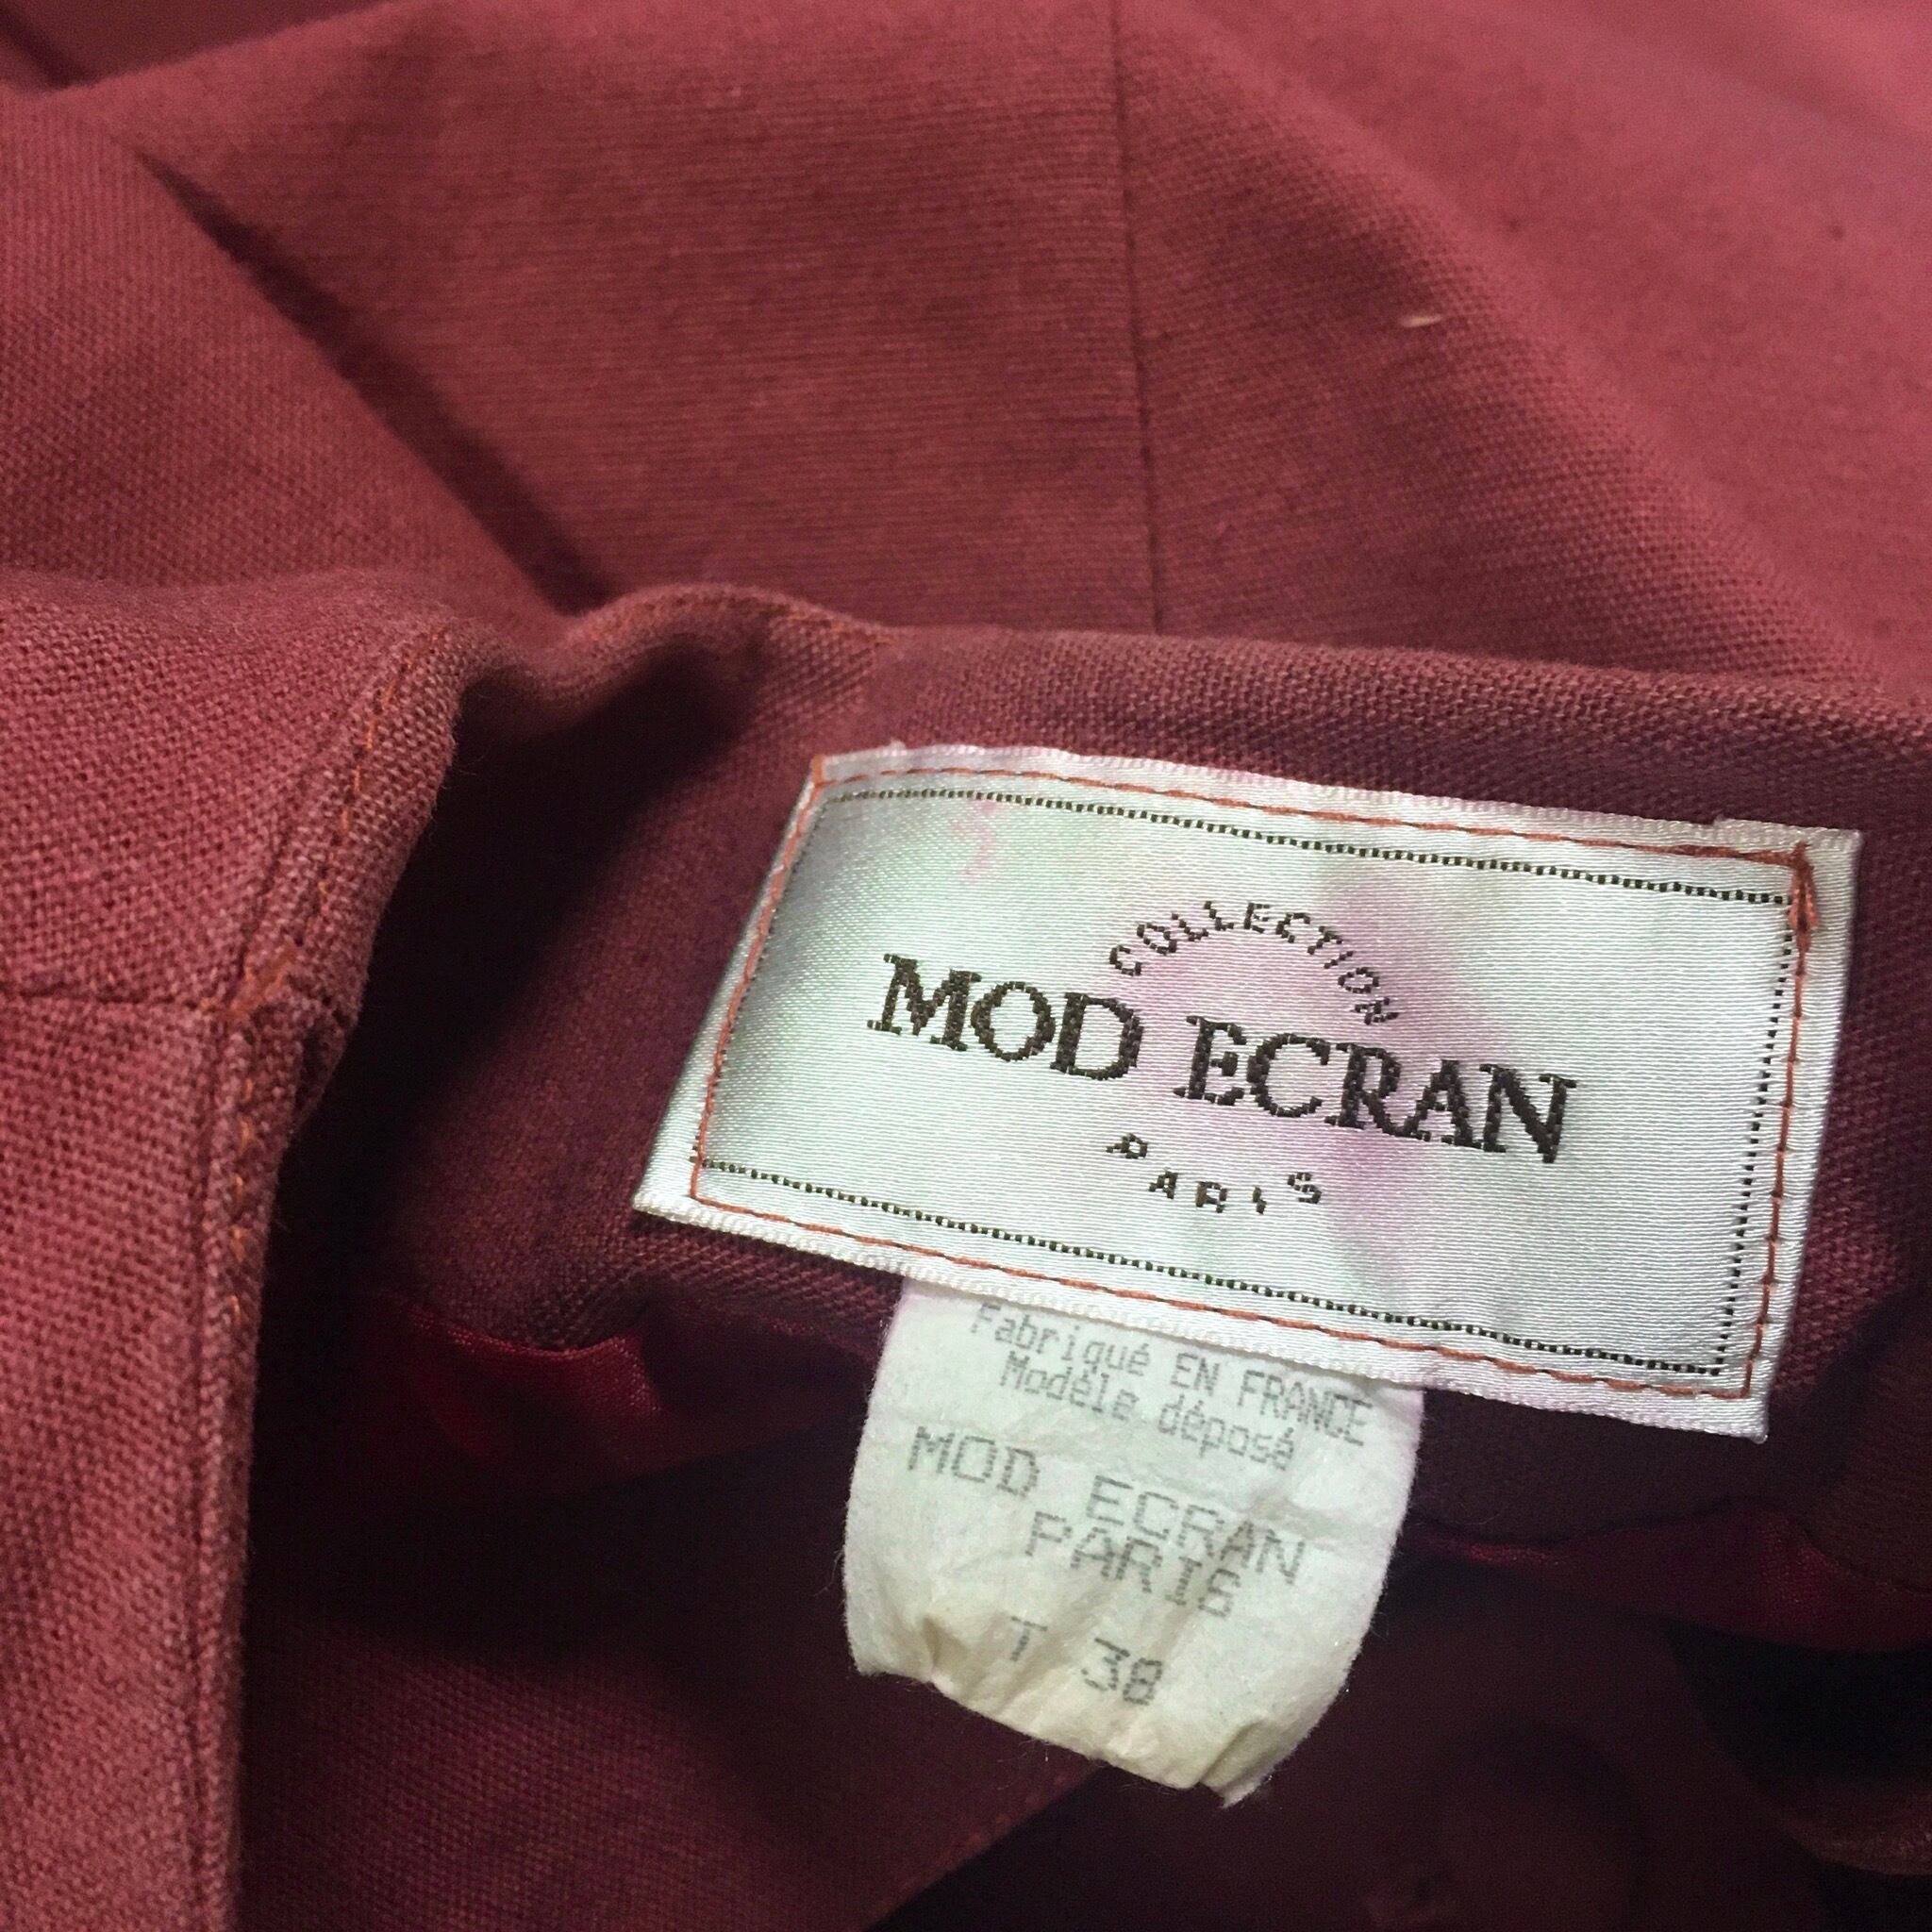 COLLECTION
MOD ECRAN
PARIS
Fabriqué EN FRANCE
Modèle déposé
MOD ECRAN
PARIS
T 38